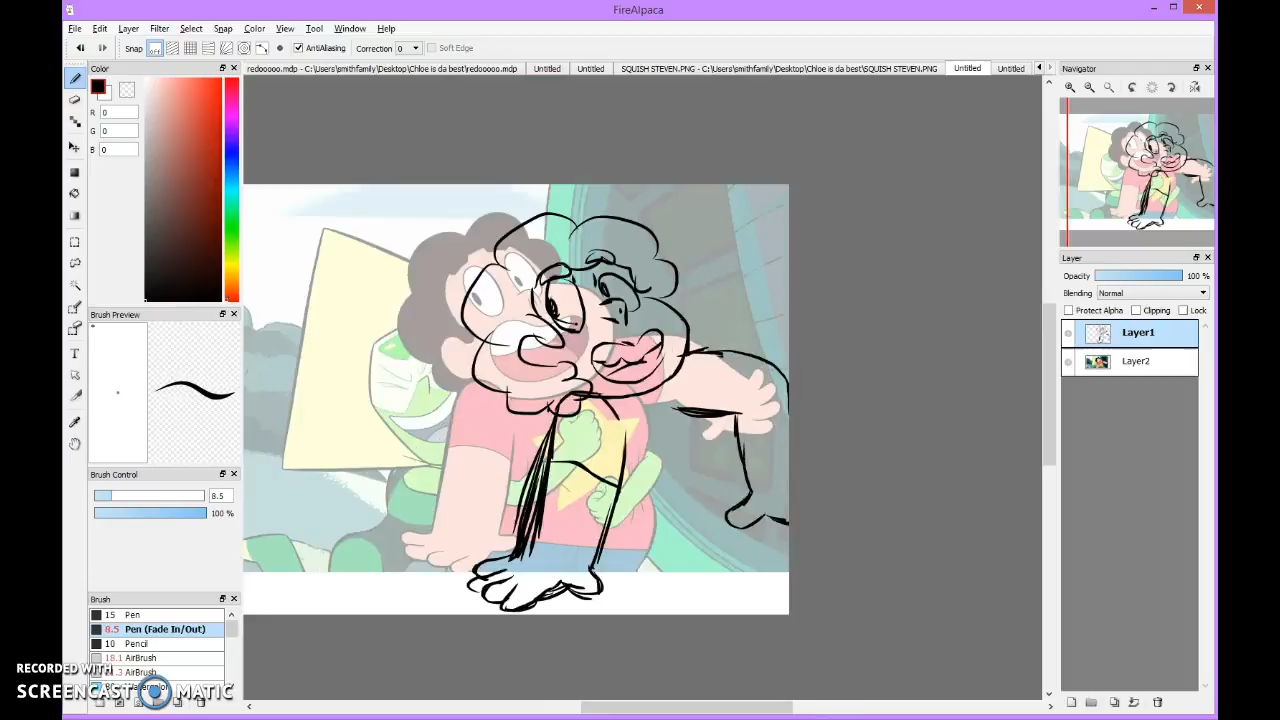 FireAlpaca
File Edit Layer Filter Select Snap Color View Tool Window Help
Snap off AntiAliasing Correction 0 Soft Edge
Color redooooo.mdp - C:\Users\smithfamily\Desktop\Chloe is da best\redooooo.mdp Untitled Untitled SQUISH STEVEN.PNG - C:\Users\smithfamily\Desktop\Chloe is da best\SQUISH STEVEN.PNG Untitled Untitled Navigator
R 0
G 0
B 0
Layer
Opacity 100 %
Blending Normal
Protect Alpha Clipping Lock
Layer1
Layer2
Brush Preview
Brush Control
8.5
100 %
Brush
15 Pen
8.5 Pen (Fade In/Out)
10 Pencil
18.1 AirBrush
AirBrush
RECORDED WITH
SCREENCAST MATIC